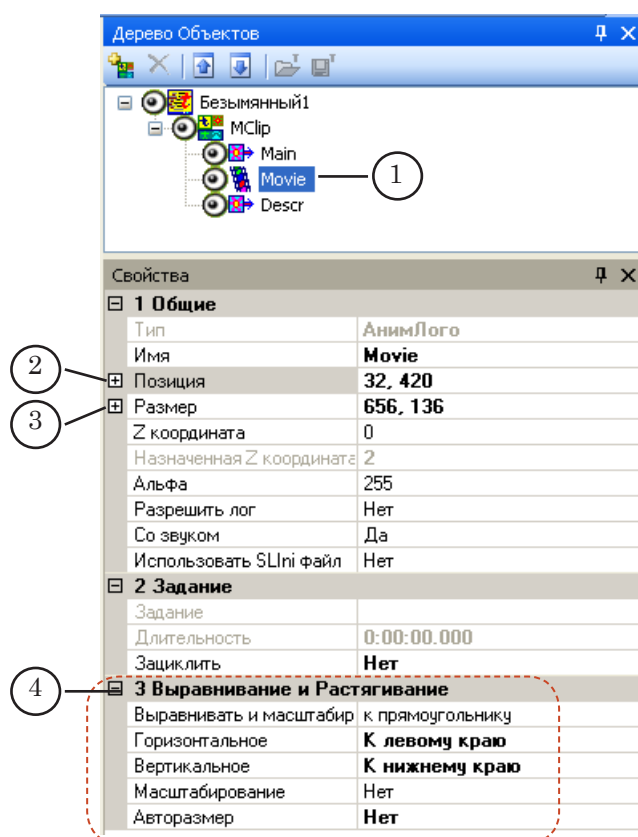 Дерево Объектов
Безымянный1
MClip
Main
Movie
1
Descr
Свойства
1 Общие
Тип АнимЛого
Имя Movie
2
Позиция 32, 420
3
Размер 656, 136
Z координата 0
Назначенная Z координата 2
Альфа 255
Разрешить лог Нет
Со звуком Да
Использовать SLIni файл Нет
2 Задание
Задание
Длительность 0:00:00.000
Зациклить Нет
4
3 Выравнивание и Растягивание
Выравнивать и масштабир к прямоугольнику
Горизонтальное К левому краю
Вертикальное К нижнему краю
Масштабирование Нет
Авторазмер Нет